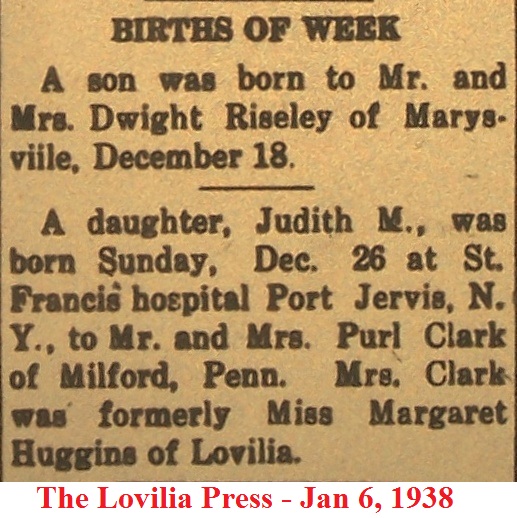 BIRTHS OF WEEK
A son was born to Mr. and
Mrs. Dwight Riseley of Marys-
viile, December 18.
A daughter, Judith M., was
born Sunday, Dec. 26 at St.
Francis hospital Port Jervis, N.
Y., to Mr. and Mrs. Purl Clark
of Milford, Penn. Mrs. Clark
was formerly Miss Margaret
Huggins of Lovilia.
The Lovilia Press - Jan 6, 1938